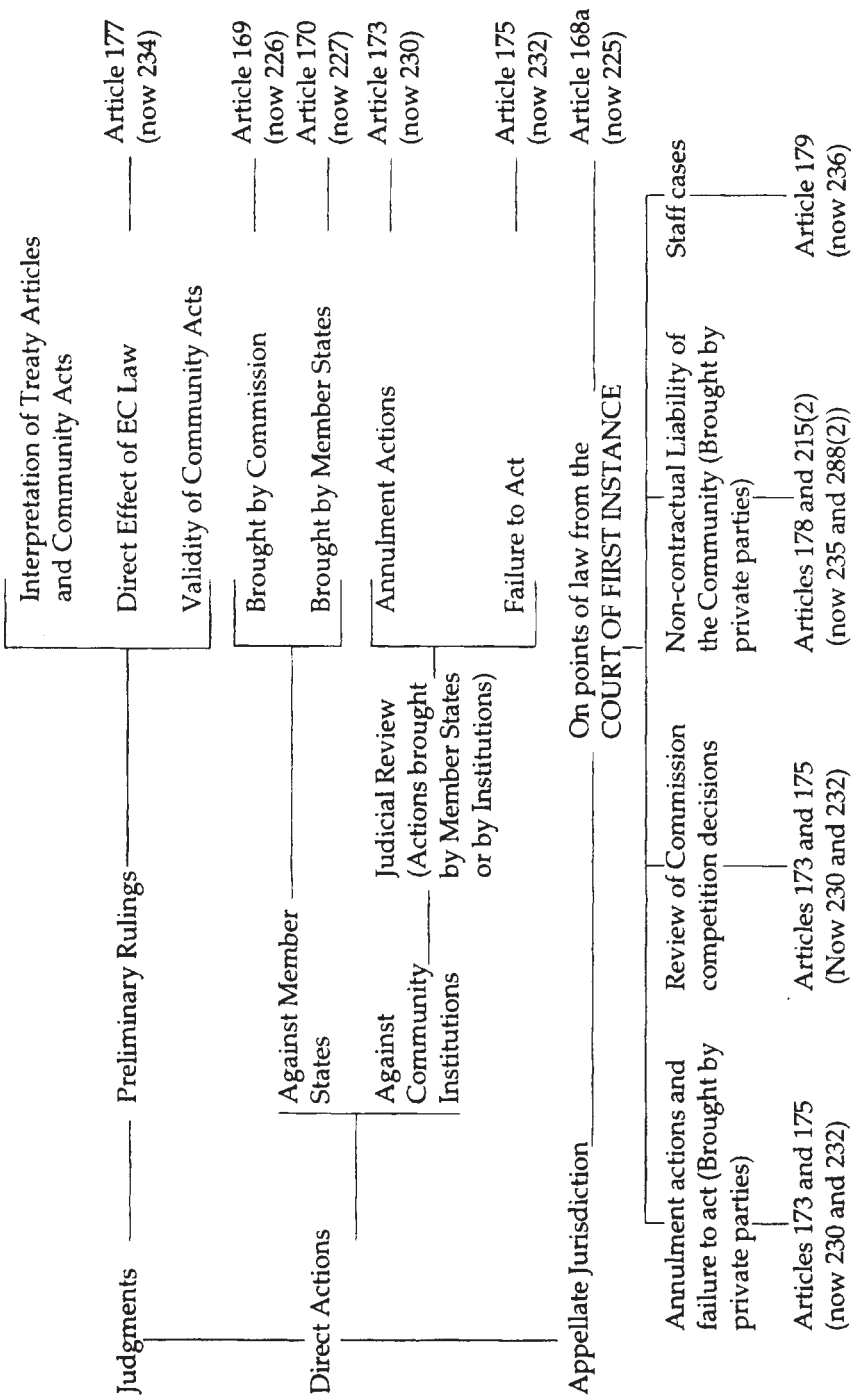 Judgments
Preliminary Rulings
Interpretation of Treaty Articles
and Community Acts
Direct Effect of EC Law
Validity of Community Acts
Article 177
(now 234)
Direct Actions
Against Member
States
Brought by Commission
Article 169
(now 226)
Brought by Member States
Article 170
(now 227)
Against
Community
Institutions
Judicial Review
(Actions brought
by Member States
or by Institutions)
Annulment Actions
Article 173
(now 230)
Failure to Act
Article 175
(now 232)
Appellate Jurisdiction
On points of law from the
COURT OF FIRST INSTANCE
Article 168a
(now 225)
Annulment actions and
failure to act (Brought by
private parties)
Articles 173 and 175
(now 230 and 232)
Review of Commission
competition decisions
Articles 173 and 175
(Now 230 and 232)
Non-contractual Liability of
the Community (Brought by
private parties)
Articles 178 and 215(2)
(now 235 and 288(2))
Staff cases
Article 179
(now 236)